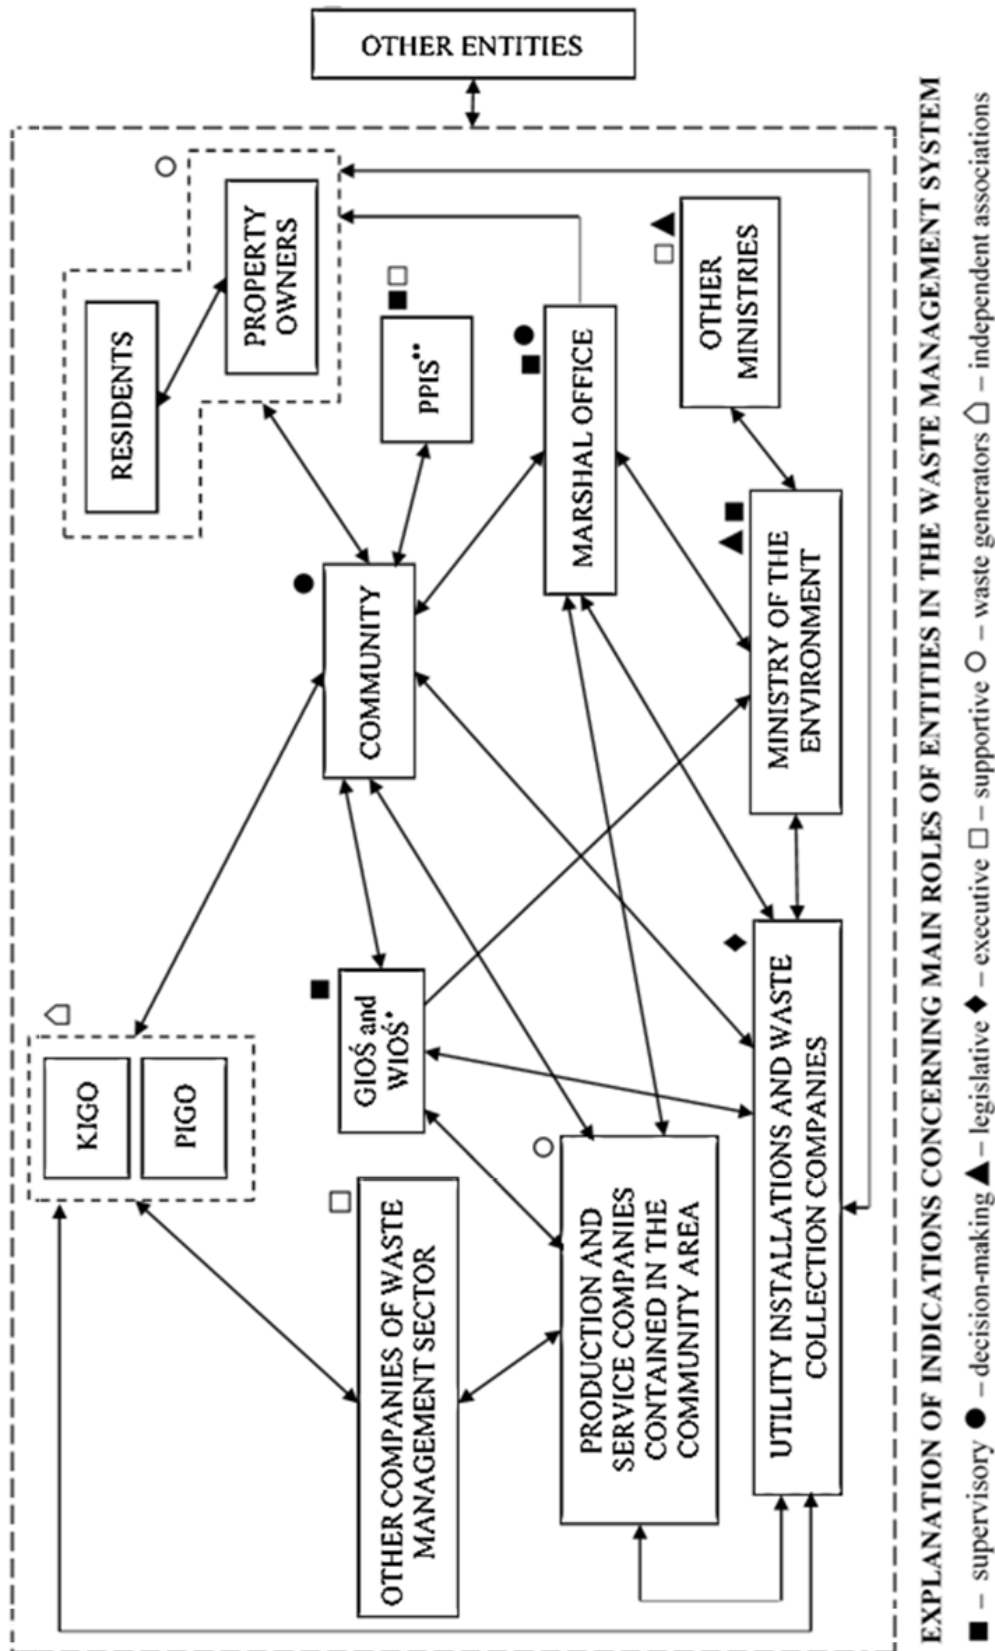 OTHER ENTITIES
RESIDENTS
PROPERTY
OWNERS
KIGO
PIGO
COMMUNITY
PPIS**
GIOŚ and
WIOŚ*
OTHER COMPANIES OF WASTE
MANAGEMENT SECTOR
MARSHAL OFFICE
OTHER
MINISTRIES
PRODUCTION AND
SERVICE COMPANIES
CONTAINED IN THE
COMMUNITY AREA
MINISTRY OF THE
ENVIRONMENT
UTILITY INSTALLATIONS AND WASTE
COLLECTION COMPANIES
EXPLANATION OF INDICATIONS CONCERNING MAIN ROLES OF ENTITIES IN THE WASTE MANAGEMENT SYSTEM
■ – supervisory ● – decision-making ▲ – legislative ◆ – executive □ – supportive ○ – waste generators ⌂ – independent associations